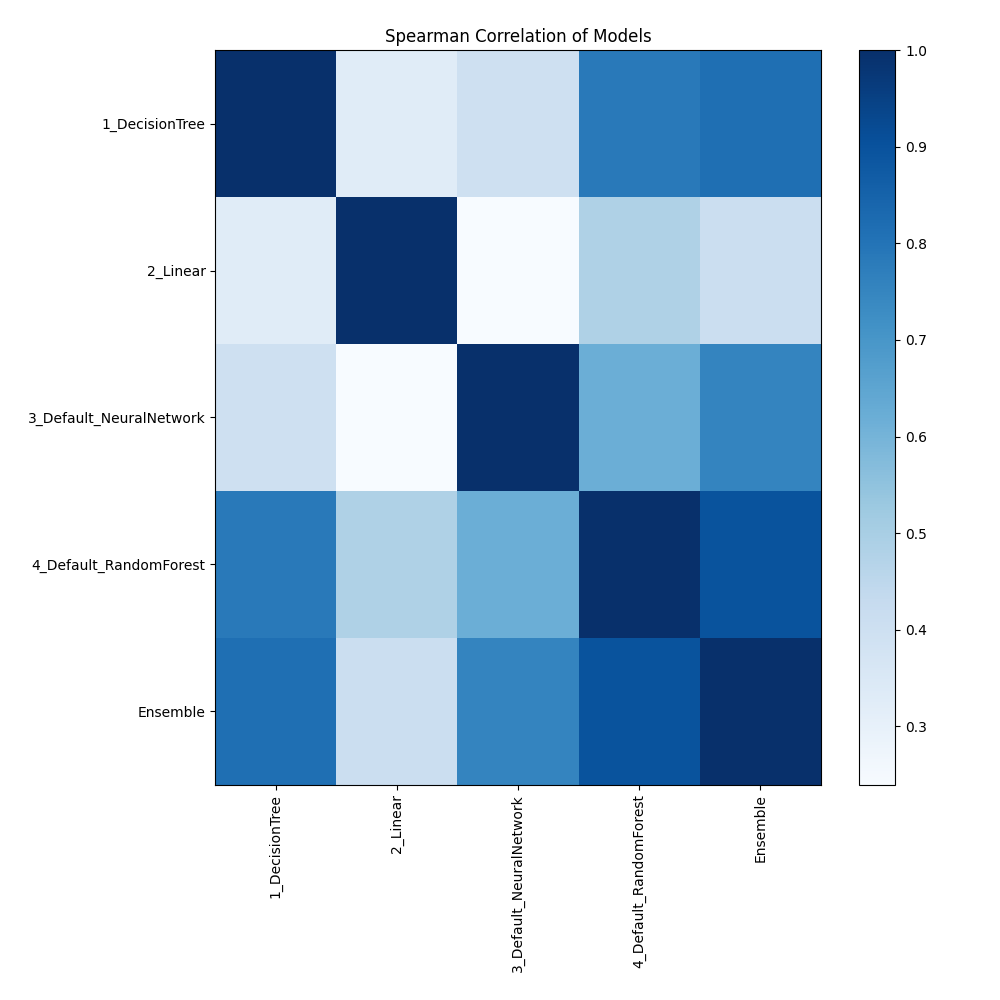 Spearman Correlation of Models
1_DecisionTree
2_Linear
3_Default_NeuralNetwork
4_Default_RandomForest
Ensemble
1_DecisionTree
2_Linear
3_Default_NeuralNetwork
4_Default_RandomForest
Ensemble
1.0
0.9
0.8
0.7
0.6
0.5
0.4
0.3